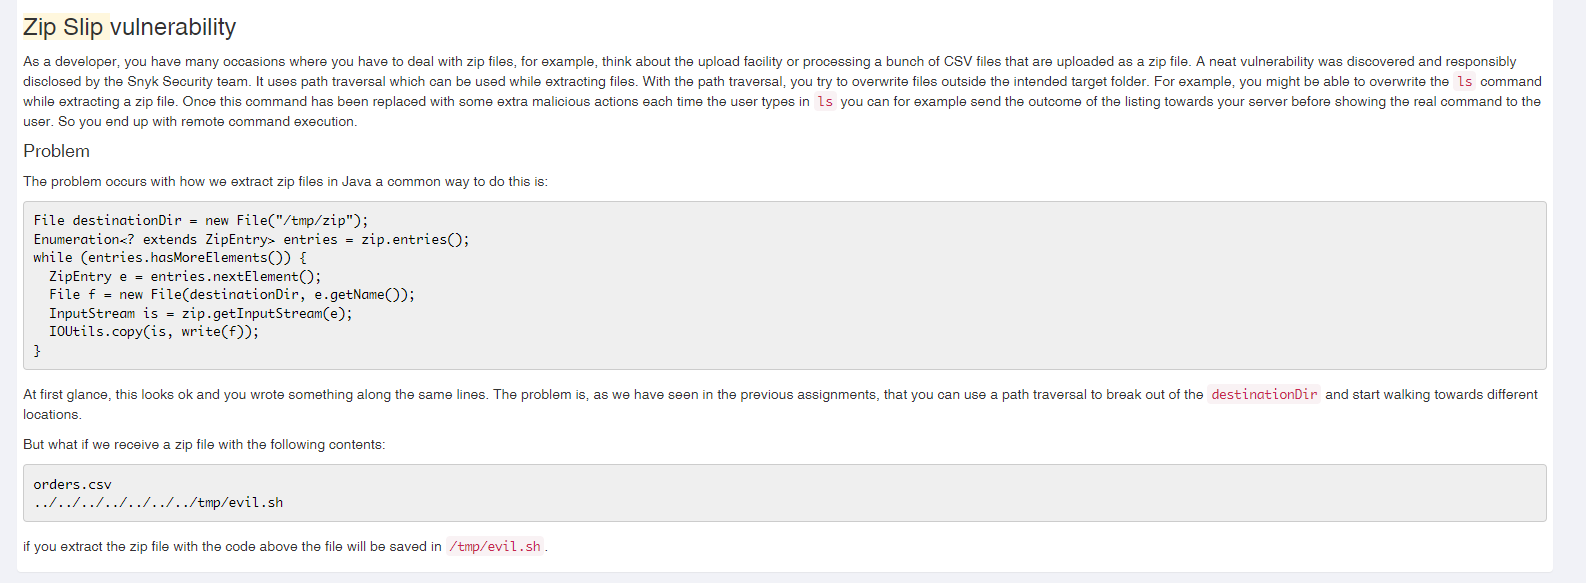 Zip Slip vulnerability
As a developer, you have many occasions where you have to deal with zip files, for example, think about the upload facility or processing a bunch of CSV files that are uploaded as a zip file. A neat vulnerability was discovered and responsibly
disclosed by the Snyk Security team. It uses path traversal which can be used while extracting files. With the path traversal, you try to overwrite files outside the intended target folder. For example, you might be able to overwrite the ls command
while extracting a zip file. Once this command has been replaced with some extra malicious actions each time the user types in ls you can for example send the outcome of the listing towards your server before showing the real command to the
user. So you end up with remote command execution.
Problem
The problem occurs with how we extract zip files in Java a common way to do this is:
File destinationDir = new File("/tmp/zip");
Enumeration<? extends ZipEntry> entries = zip.entries();
while (entries.hasMoreElements()) {
  ZipEntry e = entries.nextElement();
  File f = new File(destinationDir, e.getName());
  InputStream is = zip.getInputStream(e);
  IOUtils.copy(is, write(f));
}
At first glance, this looks ok and you wrote something along the same lines. The problem is, as we have seen in the previous assignments, that you can use a path traversal to break out of the destinationDir and start walking towards different
locations.
But what if we receive a zip file with the following contents:
orders.csv
../../../../../../../tmp/evil.sh
if you extract the zip file with the code above the file will be saved in /tmp/evil.sh.